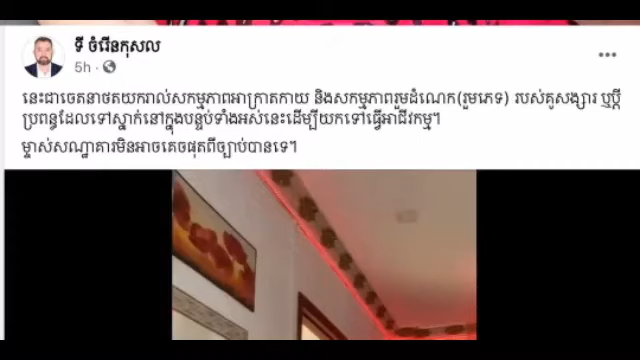 ទី ចំរើនកុសល
5h ·
នេះជាចេតនាថតយករាល់សកម្មភាពអាក្រាតកាយ និងសកម្មភាពរួមដំណេក(រួមភេទ) របស់គូសង្សារ ឬប្តី
ប្រពន្ធដែលទៅស្នាក់នៅក្នុងបន្ទប់ទាំងអស់នេះដើម្បីយកទៅធ្វើអាជីវកម្ម។
ម្ចាស់សណ្ឋាគារមិនអាចគេចផុតពីច្បាប់បានទេ។